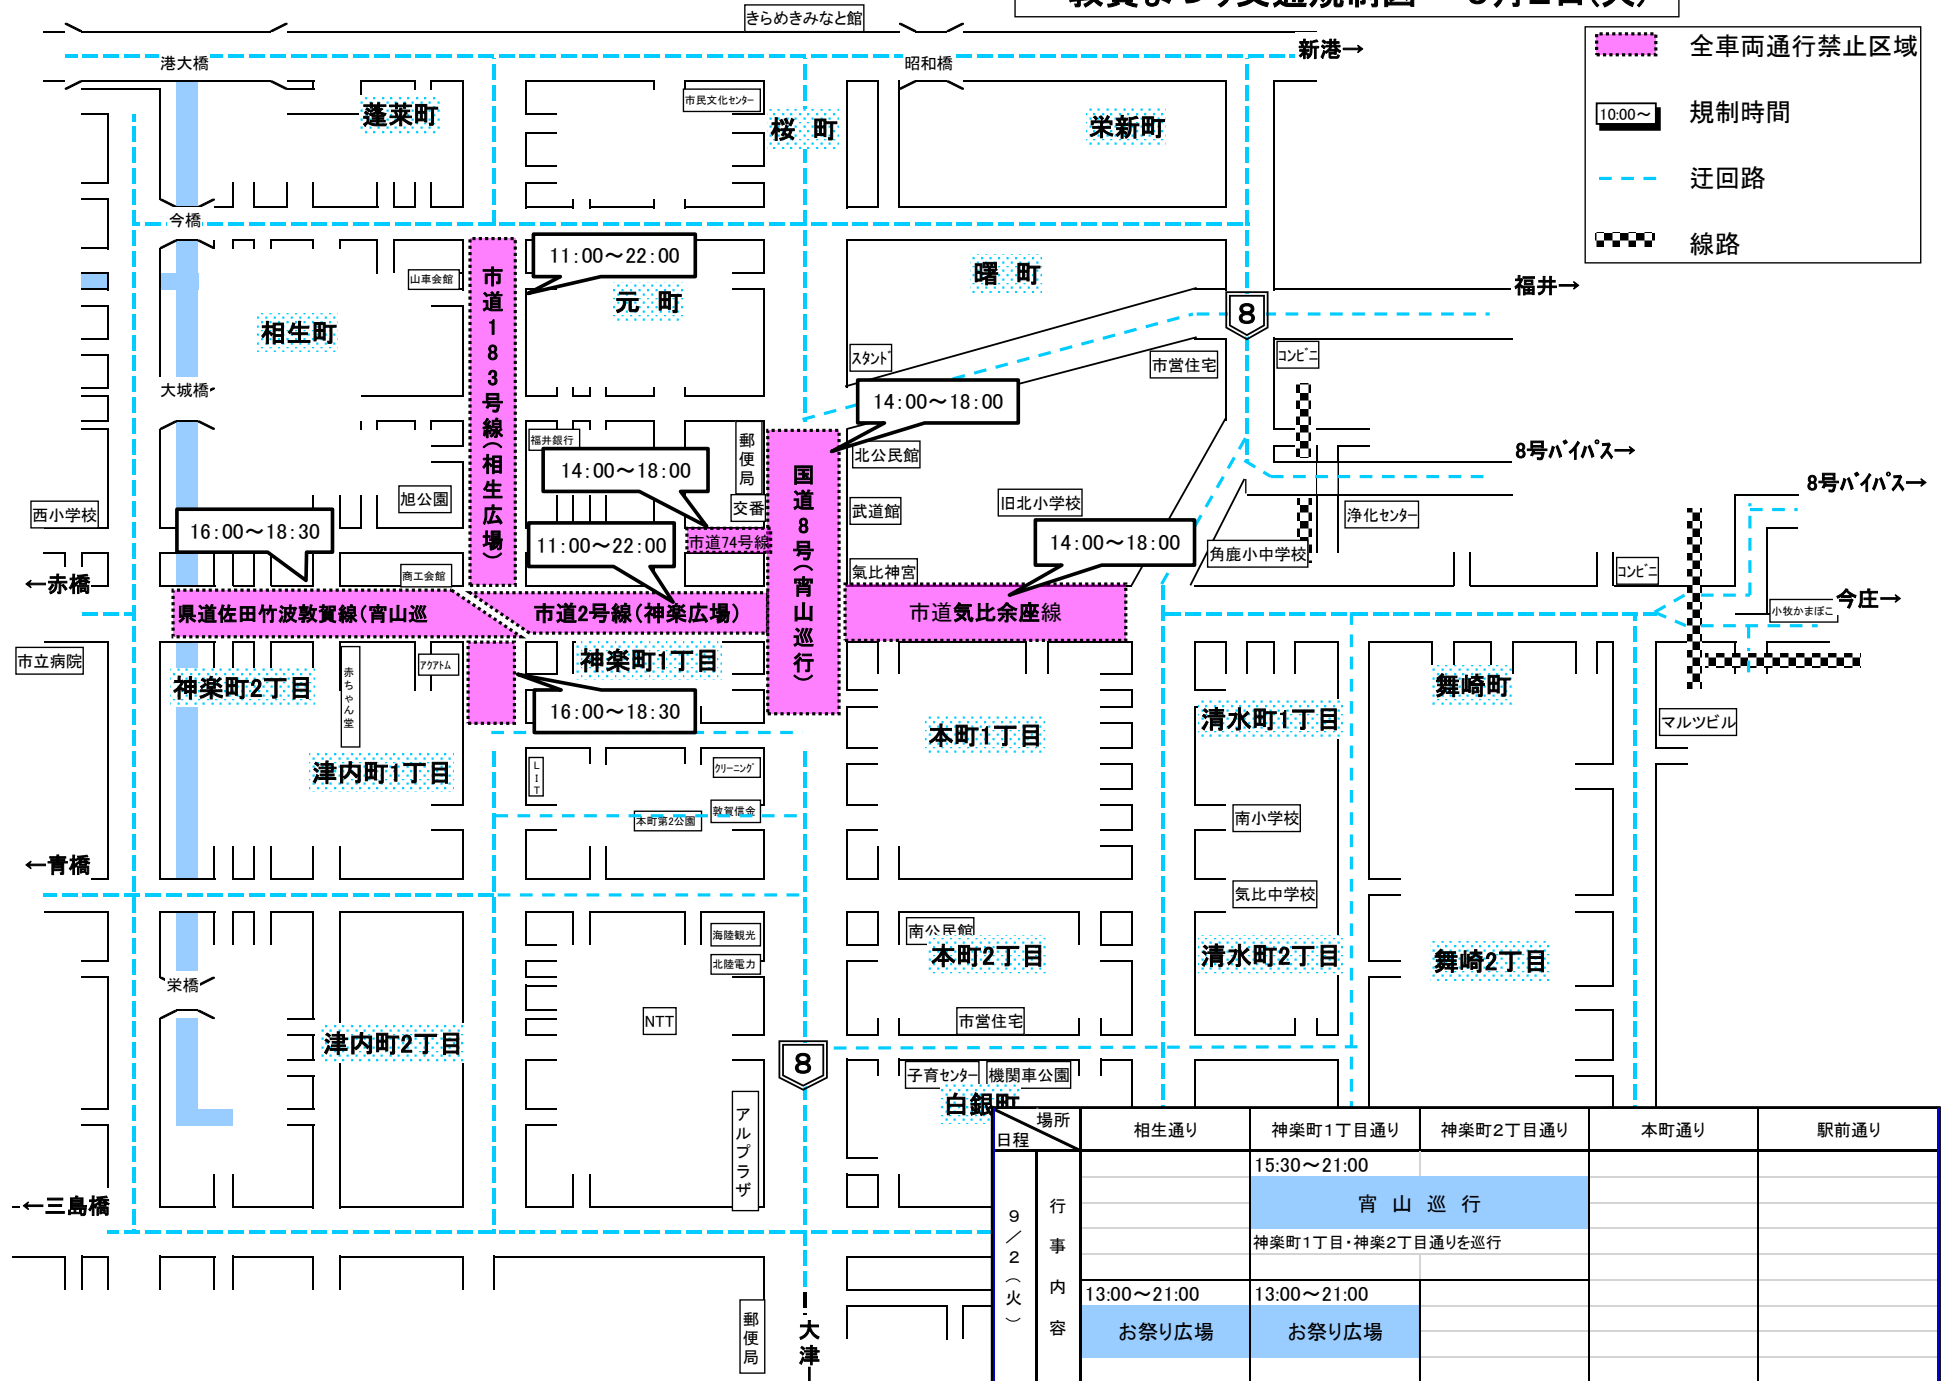 敦賀まつり交通規制図 9月2日(火)
きらめきみなと館
新港→
全車両通行禁止区域
10:00～
規制時間
迂回路
線路
港大橋
昭和橋
市民文化センター
蓬莱町
桜 町
栄新町
今橋
山車会館
11:00～22:00
元 町
曙 町
福井→
8
相生町
市道183号線(相生広場)
スタンド
市営住宅
コンビニ
大城橋
14:00～18:00
福井銀行
郵便局
北公民館
8号バイパス→
8号バイパス→
14:00～18:00
国道8号(宵山巡行)
旭公園
西小学校
交番
武道館
旧北小学校
浄化センター
16:00～18:30
11:00～22:00
市道74号線
14:00～18:00
角鹿小中学校
←赤橋
商工会館
氣比神宮
コンビニ
今庄→
県道佐田竹波敦賀線(宵山巡
市道2号線(神楽広場)
市道気比余座線
小牧かまぼこ
市立病院
赤ちゃん堂
アクアトム
神楽町1丁目
神楽町2丁目
舞崎町
16:00～18:30
清水町1丁目
マルツビル
本町1丁目
津内町1丁目
LIT
クリーニング
敦賀信金
本町第2公園
南小学校
←青橋
気比中学校
海陸観光
南公民館
北陸電力
本町2丁目
清水町2丁目
舞崎2丁目
栄橋
NTT
市営住宅
津内町2丁目
8
子育センター
機関車公園
白銀町
アルプラザ
←三島橋
郵便局
大津
場所
日程
相生通り
神楽町1丁目通り
神楽町2丁目通り
本町通り
駅前通り
9/2(火)
行事内容
15:30～21:00
宵 山 巡 行
神楽町1丁目・神楽2丁目通りを巡行
13:00～21:00
13:00～21:00
お祭り広場
お祭り広場